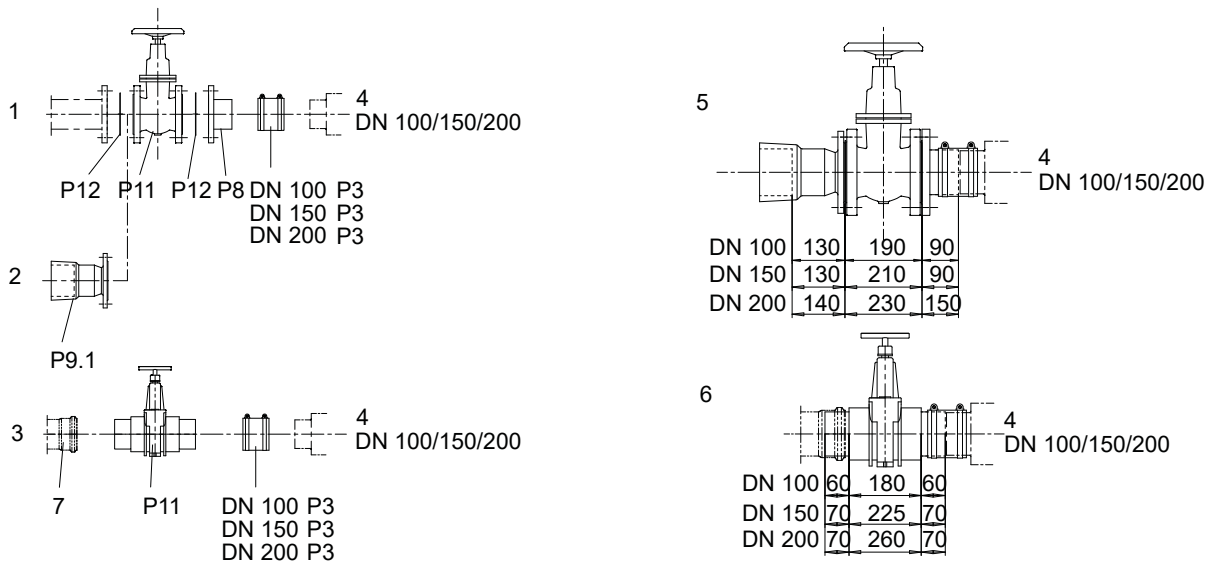 1
4
DN 100/150/200
P12 P11 P12 P8 DN 100 P3
DN 150 P3
DN 200 P3
2
P9.1
3
4
DN 100/150/200
7 P11 DN 100 P3
DN 150 P3
DN 200 P3
5
4
DN 100/150/200
DN 100 130 190 90
DN 150 130 210 90
DN 200 140 230 150
6
4
DN 100/150/200
DN 100 60 180 60
DN 150 70 225 70
DN 200 70 260 70